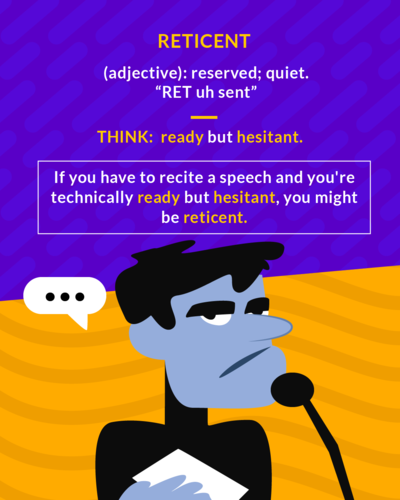 RETICENT
(adjective): reserved; quiet.
“RET uh sent”
THINK: ready but hesitant.
If you have to recite a speech and you're
technically ready but hesitant, you might
be reticent.